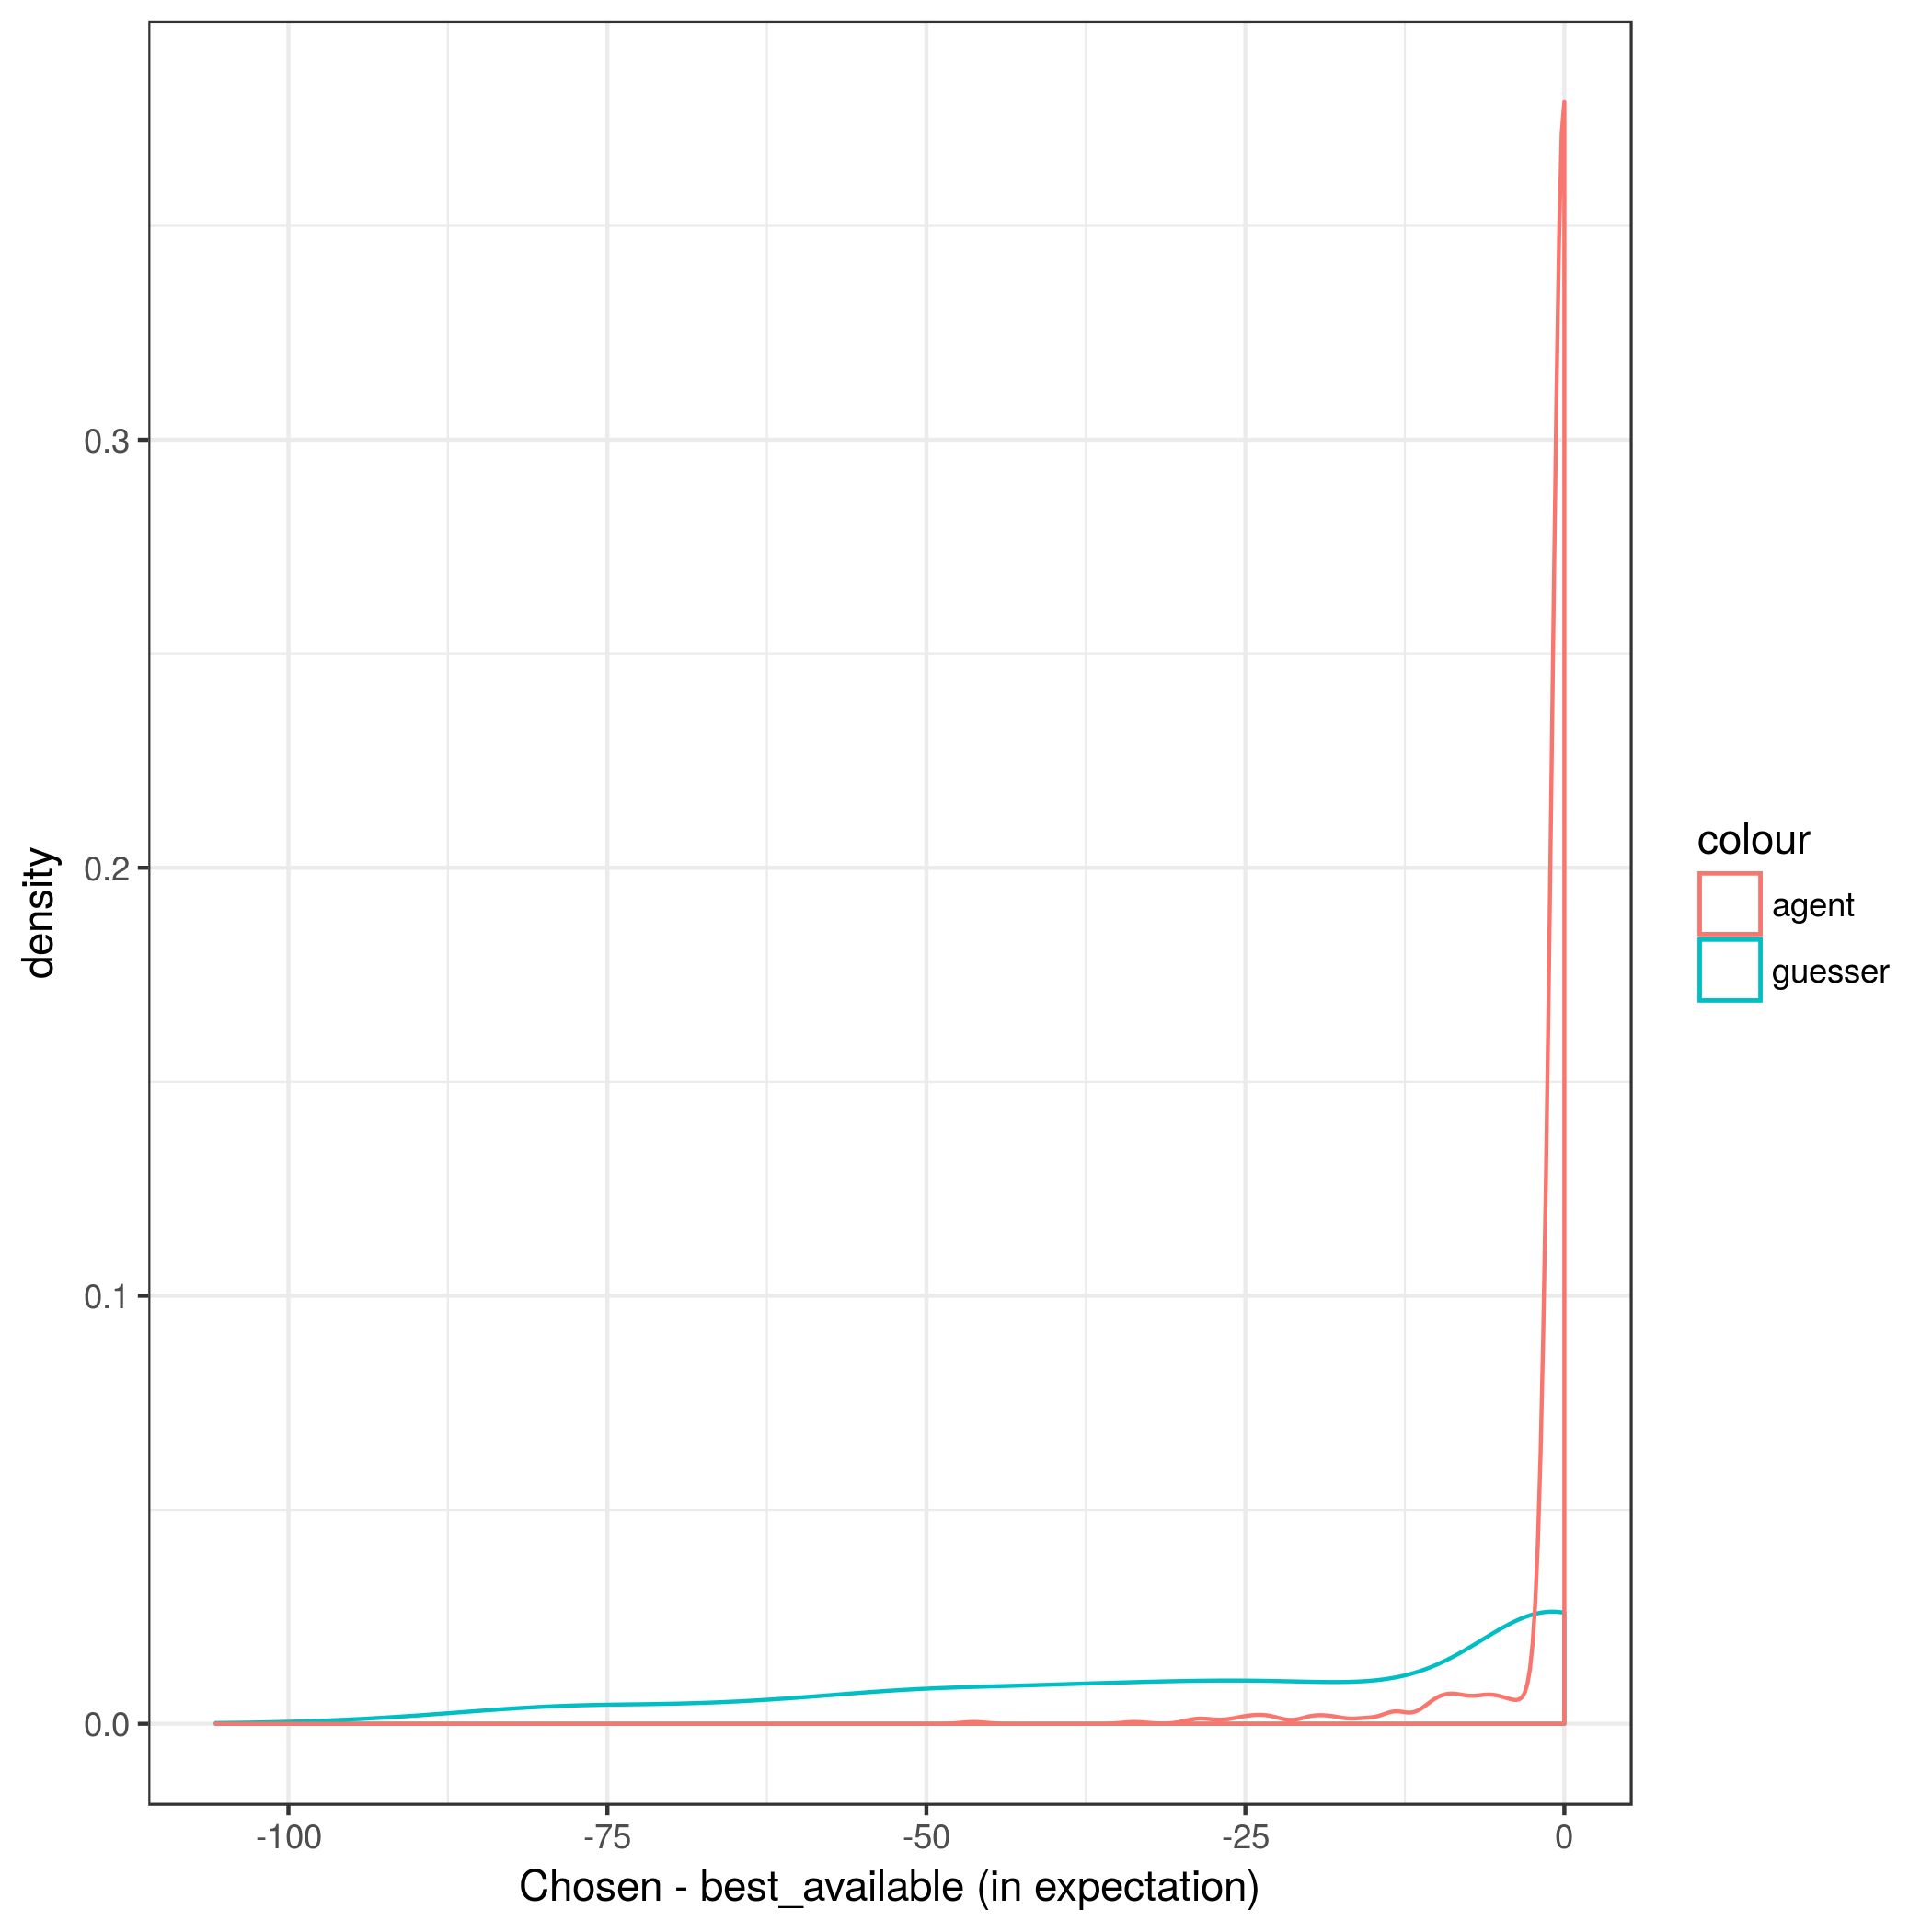 density
0.3
0.2
0.1
0.0
-100
-75
-50
-25
0
Chosen - best_available (in expectation)
colour
agent
guesser